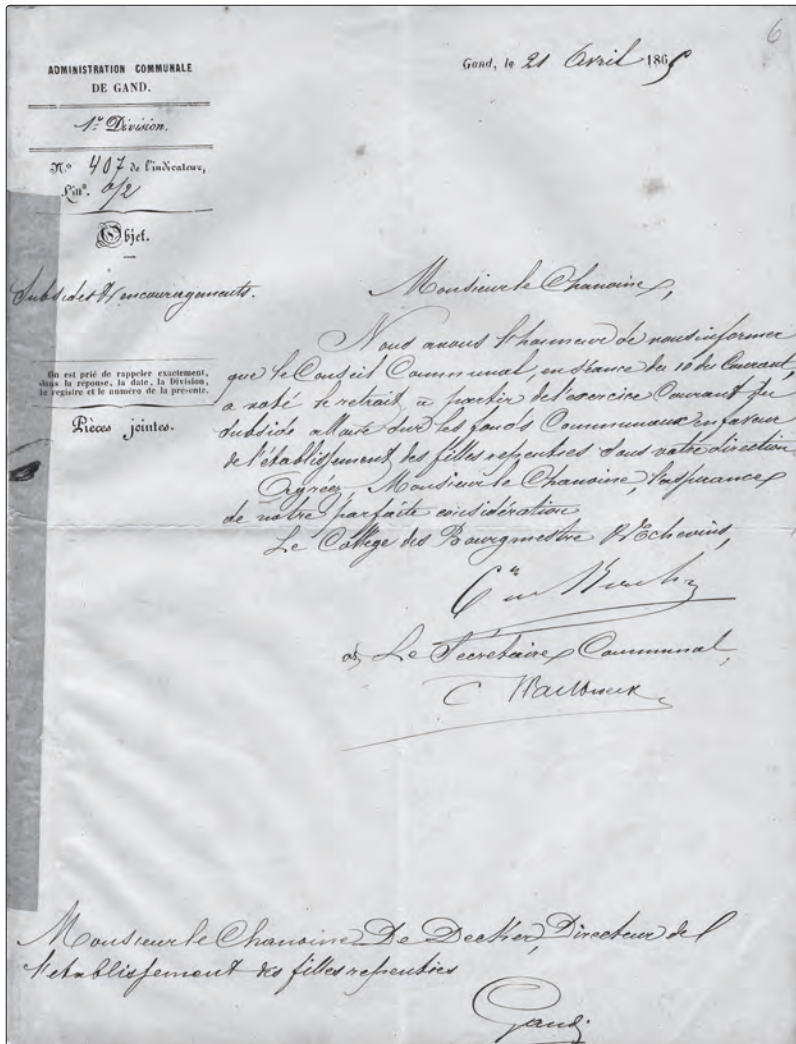 6
ADMINISTRATION COMMUNALE
DE GAND.
1re Division.
N.º 407 de l'indicateur,
Litt.ª 0/2
Objet.
Subsides & encouragements.
On est prié de rappeler exactement,
dans la réponse, la date, la Division,
le registre et le numéro de la présente.
Pièces jointes.
Gand, le 21 Avril 1865
Monsieur le Chanoine,
Nous avons l'honneur de vous informer
que le Conseil Communal, en séance du 10 du Courant,
a voté le retrait a partir de l'exercice Courant du
subside alloué sur les fonds Communaux en faveur
de l'établissement des filles repenties sous votre direction
Agréez, Monsieur le Chanoine, l'assurance
de notre parfaite considération
Le Collège des Bourgmestre & Echevins,
Le Secrétaire Communal,
Monsieur le Chanoine De Decker, Directeur de
l'établissement des filles repenties
Gand.